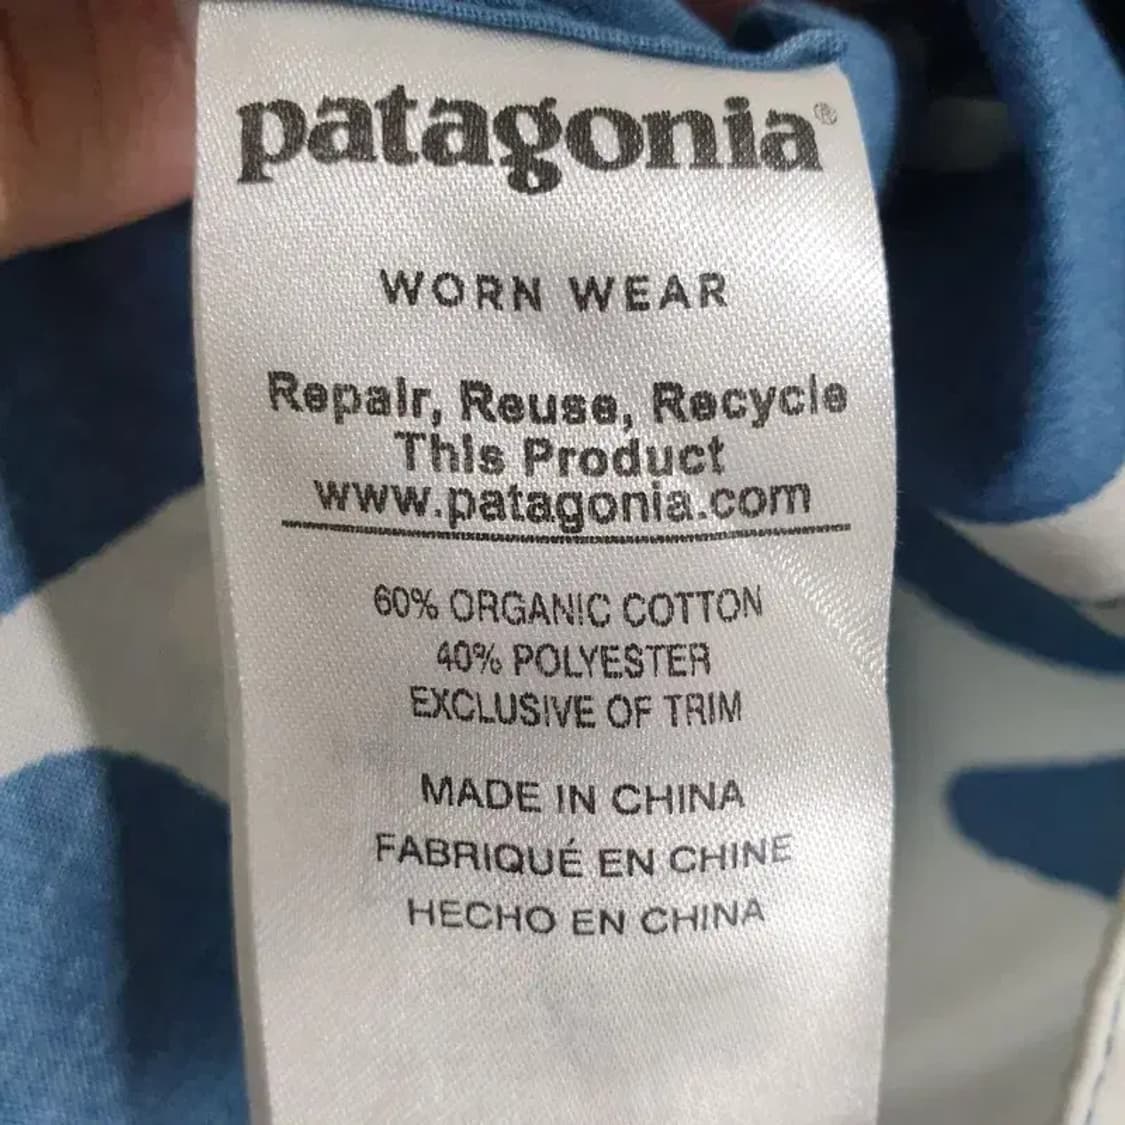 patagonia®
WORN WEAR
Repair, Reuse, Recycle
This Product
www.patagonia.com
60% ORGANIC COTTON
40% POLYESTER
EXCLUSIVE OF TRIM
MADE IN CHINA
FABRIQUÉ EN CHINE
HECHO EN CHINA